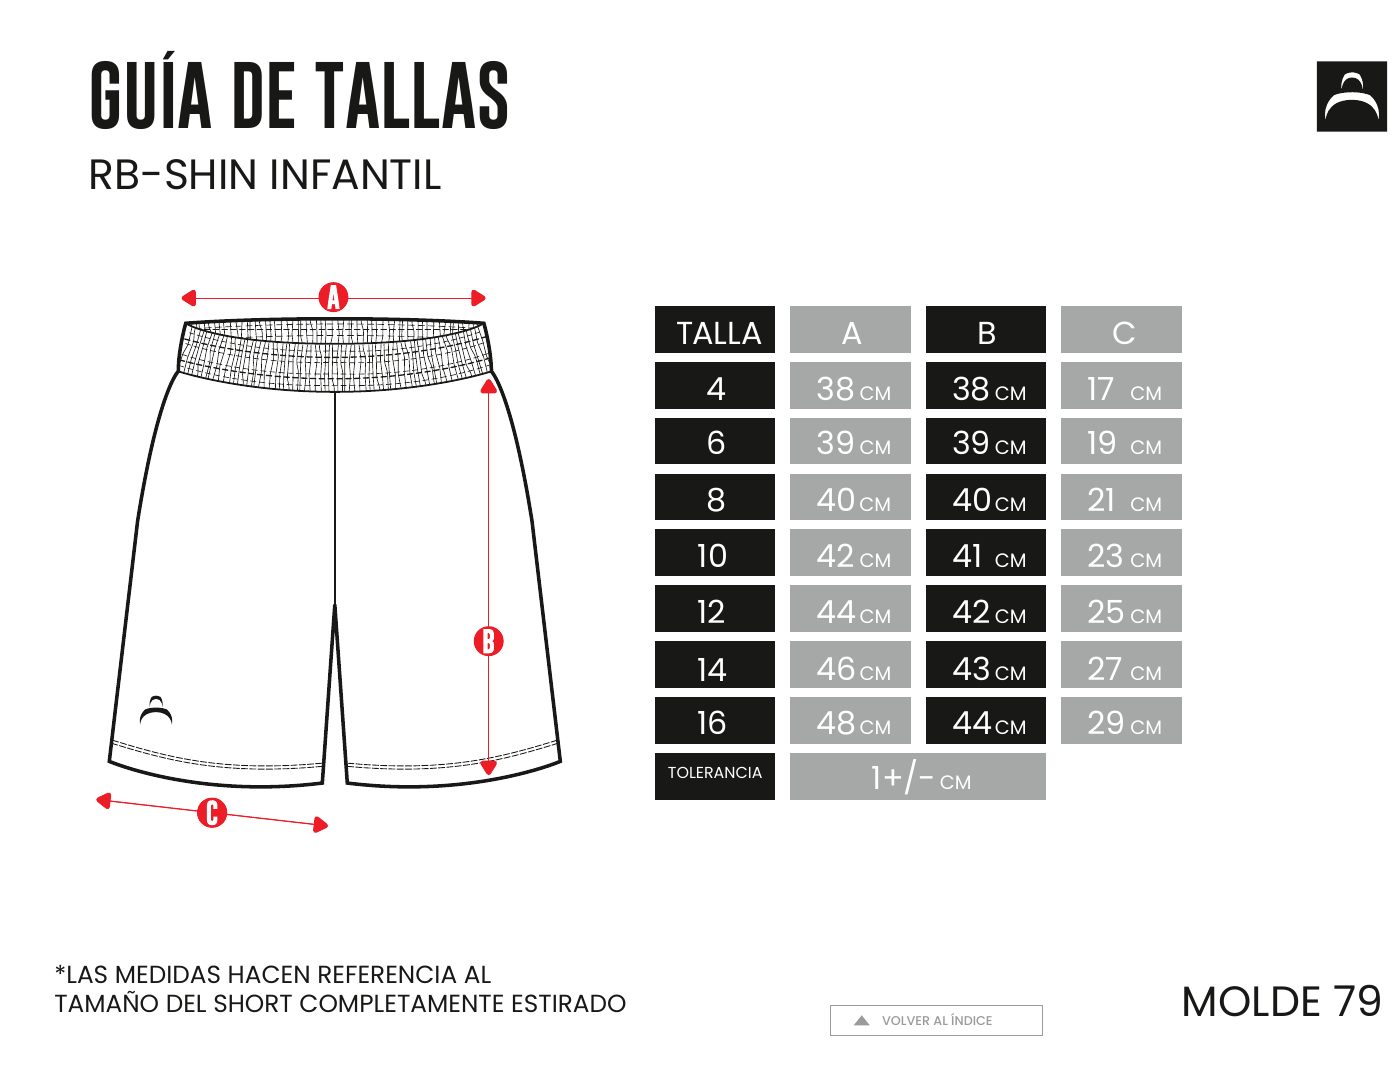 GUÍA DE TALLAS
RB-SHIN INFANTIL
A
B
C
TALLA A B C
4 38 CM 38 CM 17 CM
6 39 CM 39 CM 19 CM
8 40 CM 40 CM 21 CM
10 42 CM 41 CM 23 CM
12 44 CM 42 CM 25 CM
14 46 CM 43 CM 27 CM
16 48 CM 44 CM 29 CM
TOLERANCIA 1+/- CM
*LAS MEDIDAS HACEN REFERENCIA AL
TAMAÑO DEL SHORT COMPLETAMENTE ESTIRADO
VOLVER AL ÍNDICE
MOLDE 79